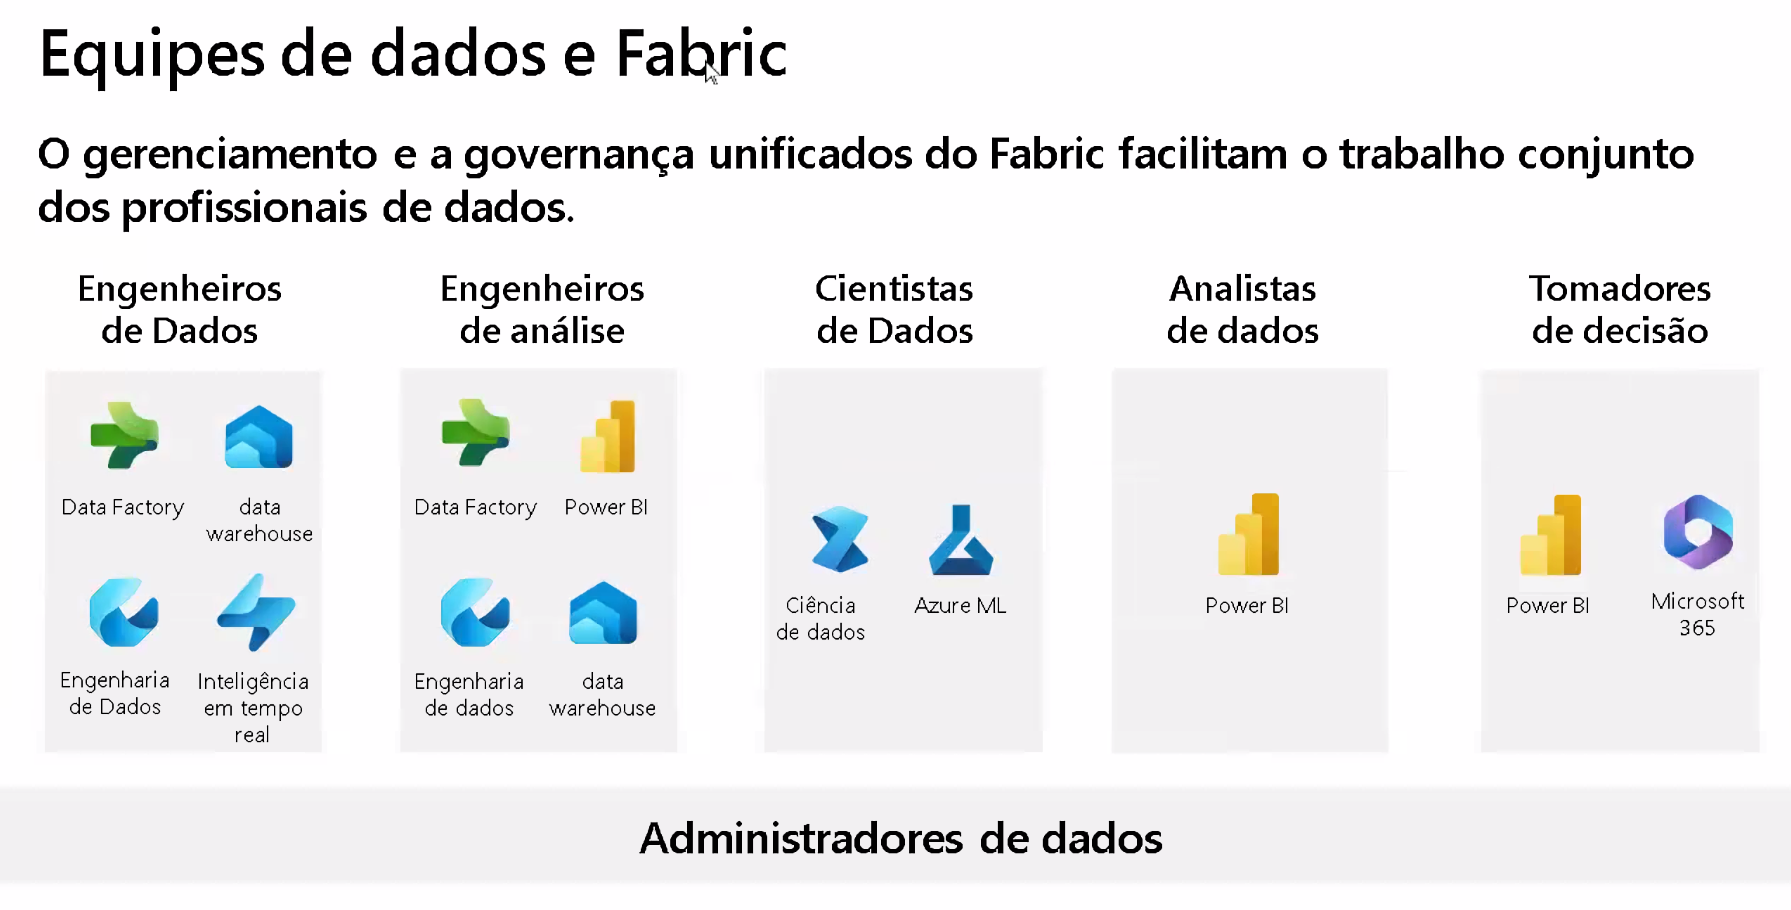 Equipes de dados e Fabric
O gerenciamento e a governança unificados do Fabric facilitam o trabalho conjunto
dos profissionais de dados.
Engenheiros
de Dados
Data Factory
data
warehouse
Engenharia
de Dados
Inteligência
em tempo
real
Engenheiros
de análise
Data Factory
Power BI
Engenharia
de dados
data
warehouse
Cientistas
de Dados
Ciência
de dados
Azure ML
Analistas
de dados
Power BI
Tomadores
de decisão
Power BI
Microsoft
365
Administradores de dados